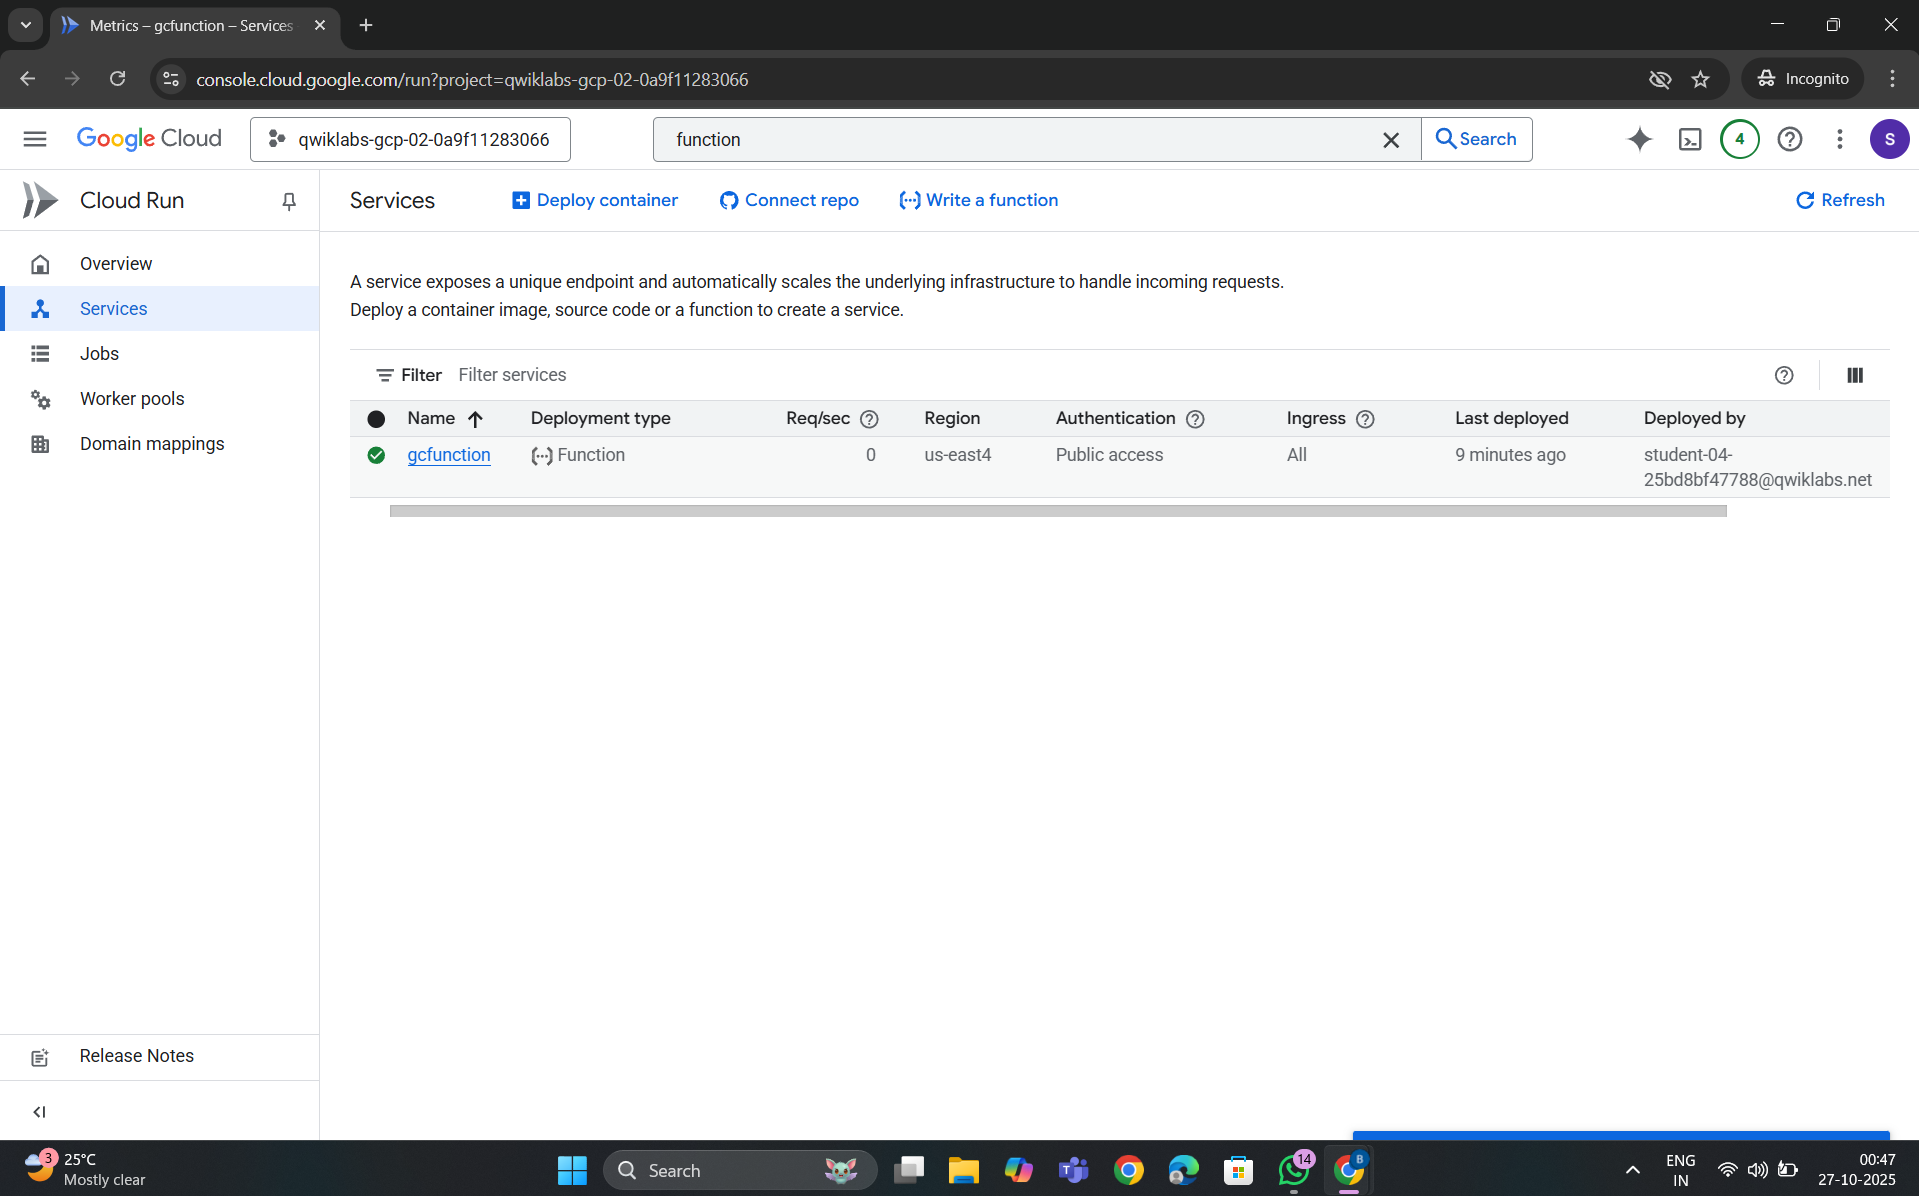 Metrics – gcfunction – Services
console.cloud.google.com/run?project=qwiklabs-gcp-02-0a9f11283066
Incognito
Google Cloud
qwiklabs-gcp-02-0a9f11283066
function
Search
4
S
Cloud Run
Services
Deploy container
Connect repo
Write a function
Refresh
Overview
Services
Jobs
Worker pools
Domain mappings
A service exposes a unique endpoint and automatically scales the underlying infrastructure to handle incoming requests.
Deploy a container image, source code or a function to create a service.
Filter Filter services
Name Deployment type Req/sec Region Authentication Ingress Last deployed Deployed by
gcfunction Function 0 us-east4 Public access All 9 minutes ago student-04-
25bd8bf47788@qwiklabs.net
Release Notes
3
25°C
Mostly clear
Search
14
B
ENG
IN
00:47
27-10-2025